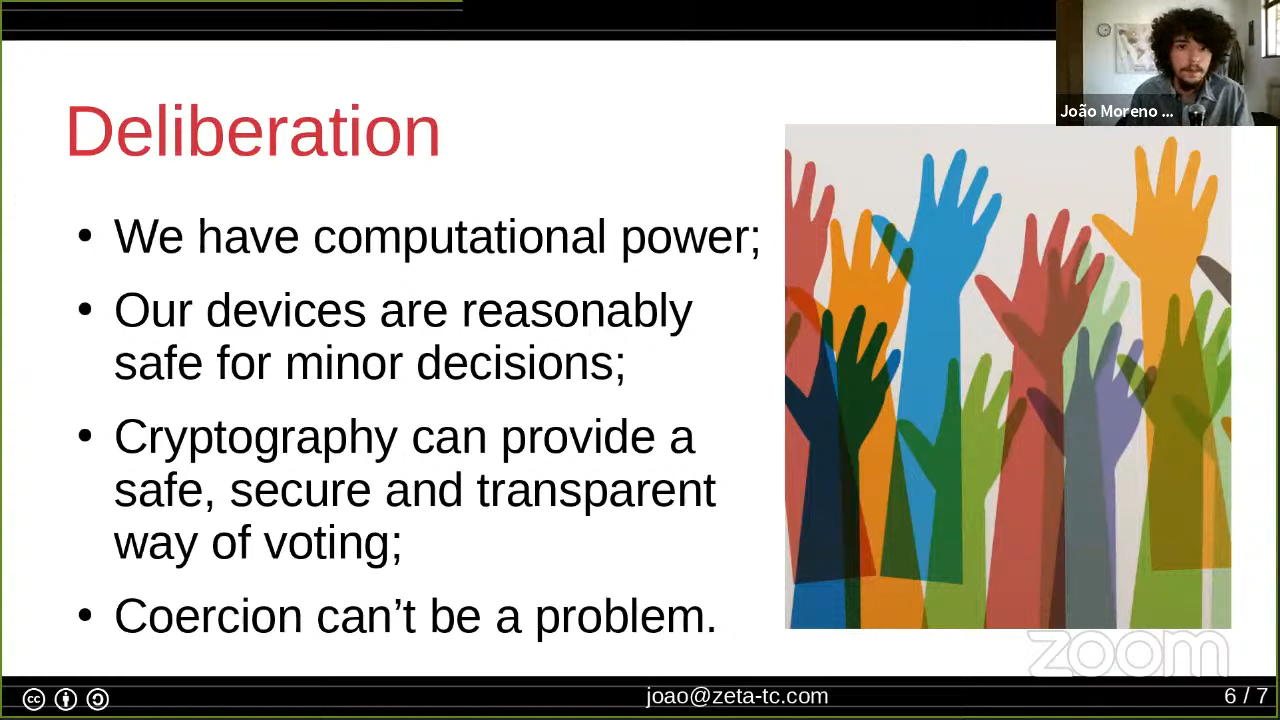 João Moreno ...
Deliberation
• We have computational power;
• Our devices are reasonably
safe for minor decisions;
• Cryptography can provide a
safe, secure and transparent
way of voting;
• Coercion can’t be a problem.
zoom
cc
joao@zeta-tc.com
6 / 7